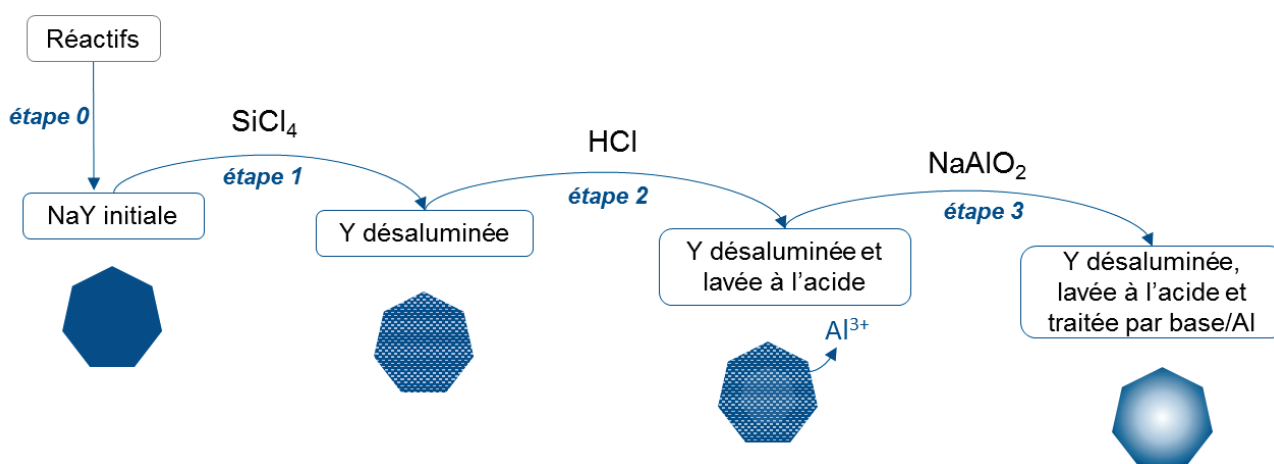 Réactifs
étape 0
SiCl4
étape 1
NaY initiale
HCl
étape 2
Y désaluminée
NaAlO2
étape 3
Y désaluminée et
lavée à l'acide
Al3+
Y désaluminée,
lavée à l'acide et
traitée par base/Al